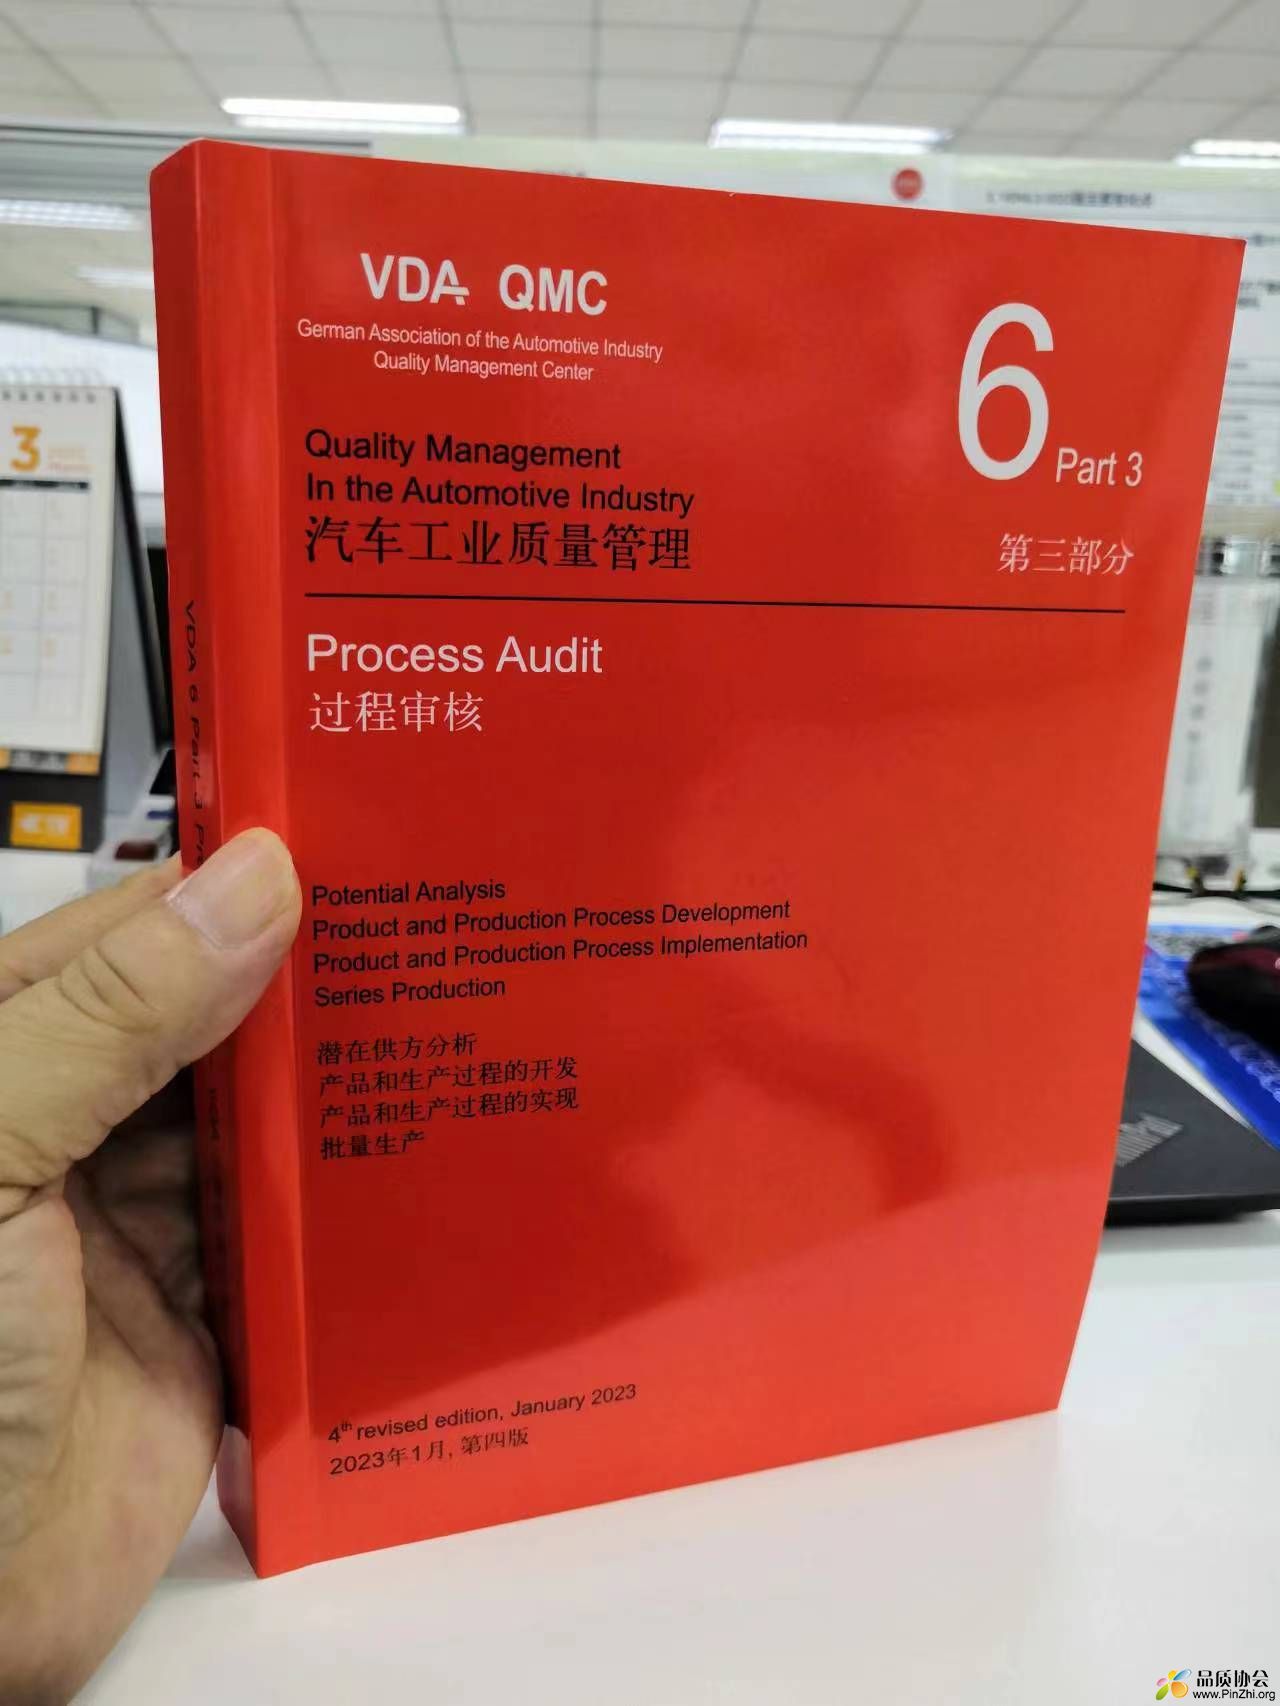 VDA QMC
German Association of the Automotive Industry
Quality Management Center
6 Part 3
第三部分
Quality Management
In the Automotive Industry
汽车工业质量管理
Process Audit
过程审核
Potential Analysis
Product and Production Process Development
Product and Production Process Implementation
Series Production
潜在供方分析
产品和生产过程的开发
产品和生产过程的实现
批量生产
4th revised edition, January 2023
2023年1月, 第四版
VDA 6 Part 3
3
品质协会
www.PinZhi.org